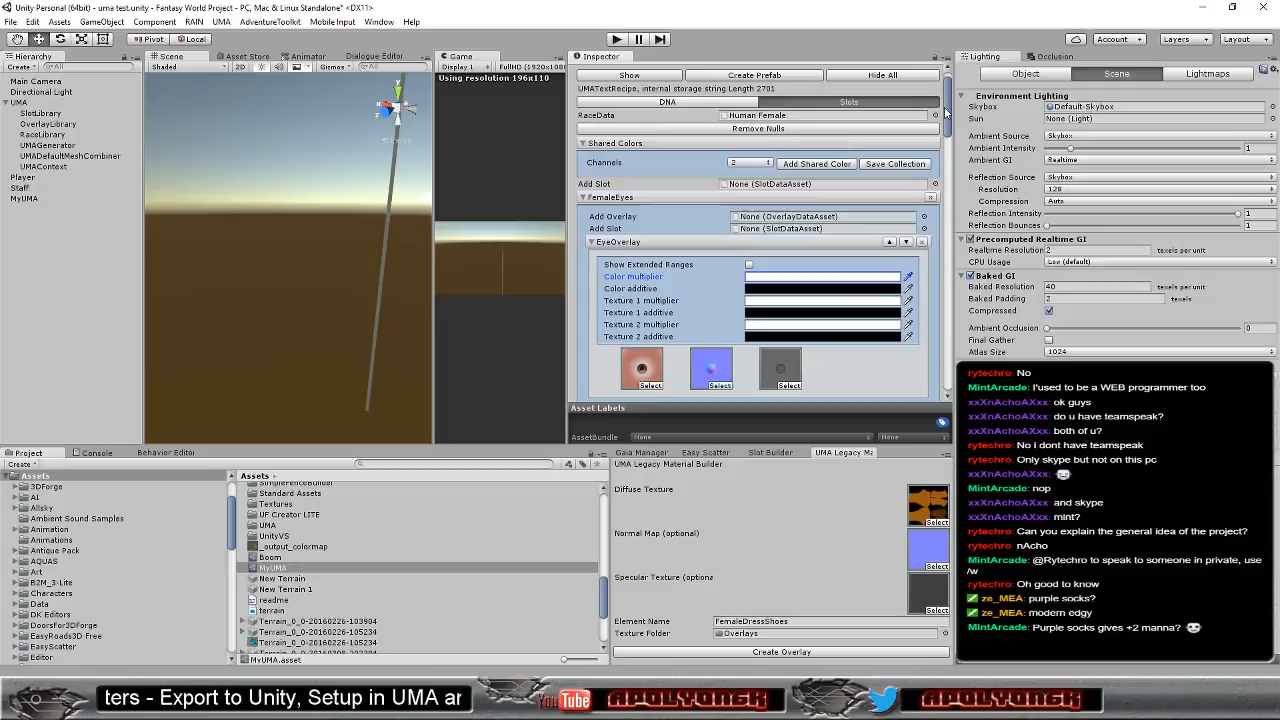 Unity Personal (64bit) - uma test.unity - Fantasy World Project - PC, Mac & Linux Standalone* <DX11>
File Edit Assets GameObject Component RAIN UMA AdventureToolkit Mobile Input Window Help
Pivot Local Account Layers Layout
Hierarchy
Create All
Main Camera
Directional Light
UMA
SlotLibrary
OverlayLibrary
RaceLibrary
UMAGenerator
UMADefaultMeshCombiner
UMAContext
Player
Staff
MyUMA
Scene Asset Store Animator Dialogue Editor
Shaded 2D Gizmos All
Persp
Game
Display 1 FullHD (1920x108
Using resolution 196x110
Inspector
Show Create Prefab Hide All
UMATextRecipe, internal storage string Length 2701
DNA Slots
RaceData Human Female
Remove Nulls
Shared Colors
Channels 2 Add Shared Color Save Collection
Add Slot None (SlotDataAsset)
FemaleEyes
Add Overlay None (OverlayDataAsset)
Add Slot None (SlotDataAsset)
EyeOverlay
Show Extended Ranges
Color multiplier
Color additive
Texture 1 multiplier
Texture 1 additive
Texture 2 multiplier
Texture 2 additive
Select Select Select
Asset Labels
AssetBundle None None
Lighting Occlusion
Object Scene Lightmaps
Environment Lighting
Skybox Default-Skybox
Sun None (Light)
Ambient Source Skybox
Ambient Intensity 1
Ambient GI Realtime
Reflection Source Skybox
Resolution 128
Compression Auto
Reflection Intensity 1
Reflection Bounces 1
Precomputed Realtime GI
Realtime Resolution 2 texels per unit
CPU Usage Low (default)
Baked GI
Baked Resolution 40 texels per unit
Baked Padding 2 texels
Compressed
Ambient Occlusion 0
Final Gather
Atlas Size 1024
Project Console Behavior Editor
Create
Assets
3DForge
AI
Allsky
Ambient Sound Samples
Animation
Animations
Antique Pack
AQUAS
Art
B2M_3-Lite
Characters
Data
DK Editors
DoorsFor3DForge
EasyRoads3D Free
EasyScatter
Editor
Assets
Standard Assets
Textures
UF Creator LITE
UMA
UnityVS
_output_colormap
Boom
MyUMA
New Terrain
New Terrain 1
readme
terrain
Terrain_0_0-20160226-103904
Terrain_0_0-20160226-105234
Terrain_0_0-20160226-105234
MyUMA.asset
Gaia Manager Easy Scatter Slot Builder UMA Legacy Ma
UMA Legacy Material Builder
Diffuse Texture
Select
Normal Map (optional)
Select
Specular Texture (optiona
Select
Element Name FemaleDressShoes
Texture Folder Overlays
Create Overlay
rytechro: No
MintArcade: I'used to be a WEB programmer too
xxXnAchoAXxx: ok guys
xxXnAchoAXxx: do u have teamspeak?
xxXnAchoAXxx: both of u?
rytechro: No i dont have teamspeak
rytechro: Only skype but not on this pc
xxXnAchoAXxx:
MintArcade: nop
xxXnAchoAXxx: and skype
xxXnAchoAXxx: mint?
rytechro: Can you explain the general idea of the project?
rytechro: nAcho
MintArcade: @Rytechro to speak to someone in private, use
/w
rytechro: Oh good to know
ze_MEA: purple socks?
ze_MEA: modern edgy
MintArcade: Purple socks gives +2 manna?
ters - Export to Unity, Setup in UMA ar
YouTube APOLYONGK APOLYONGK